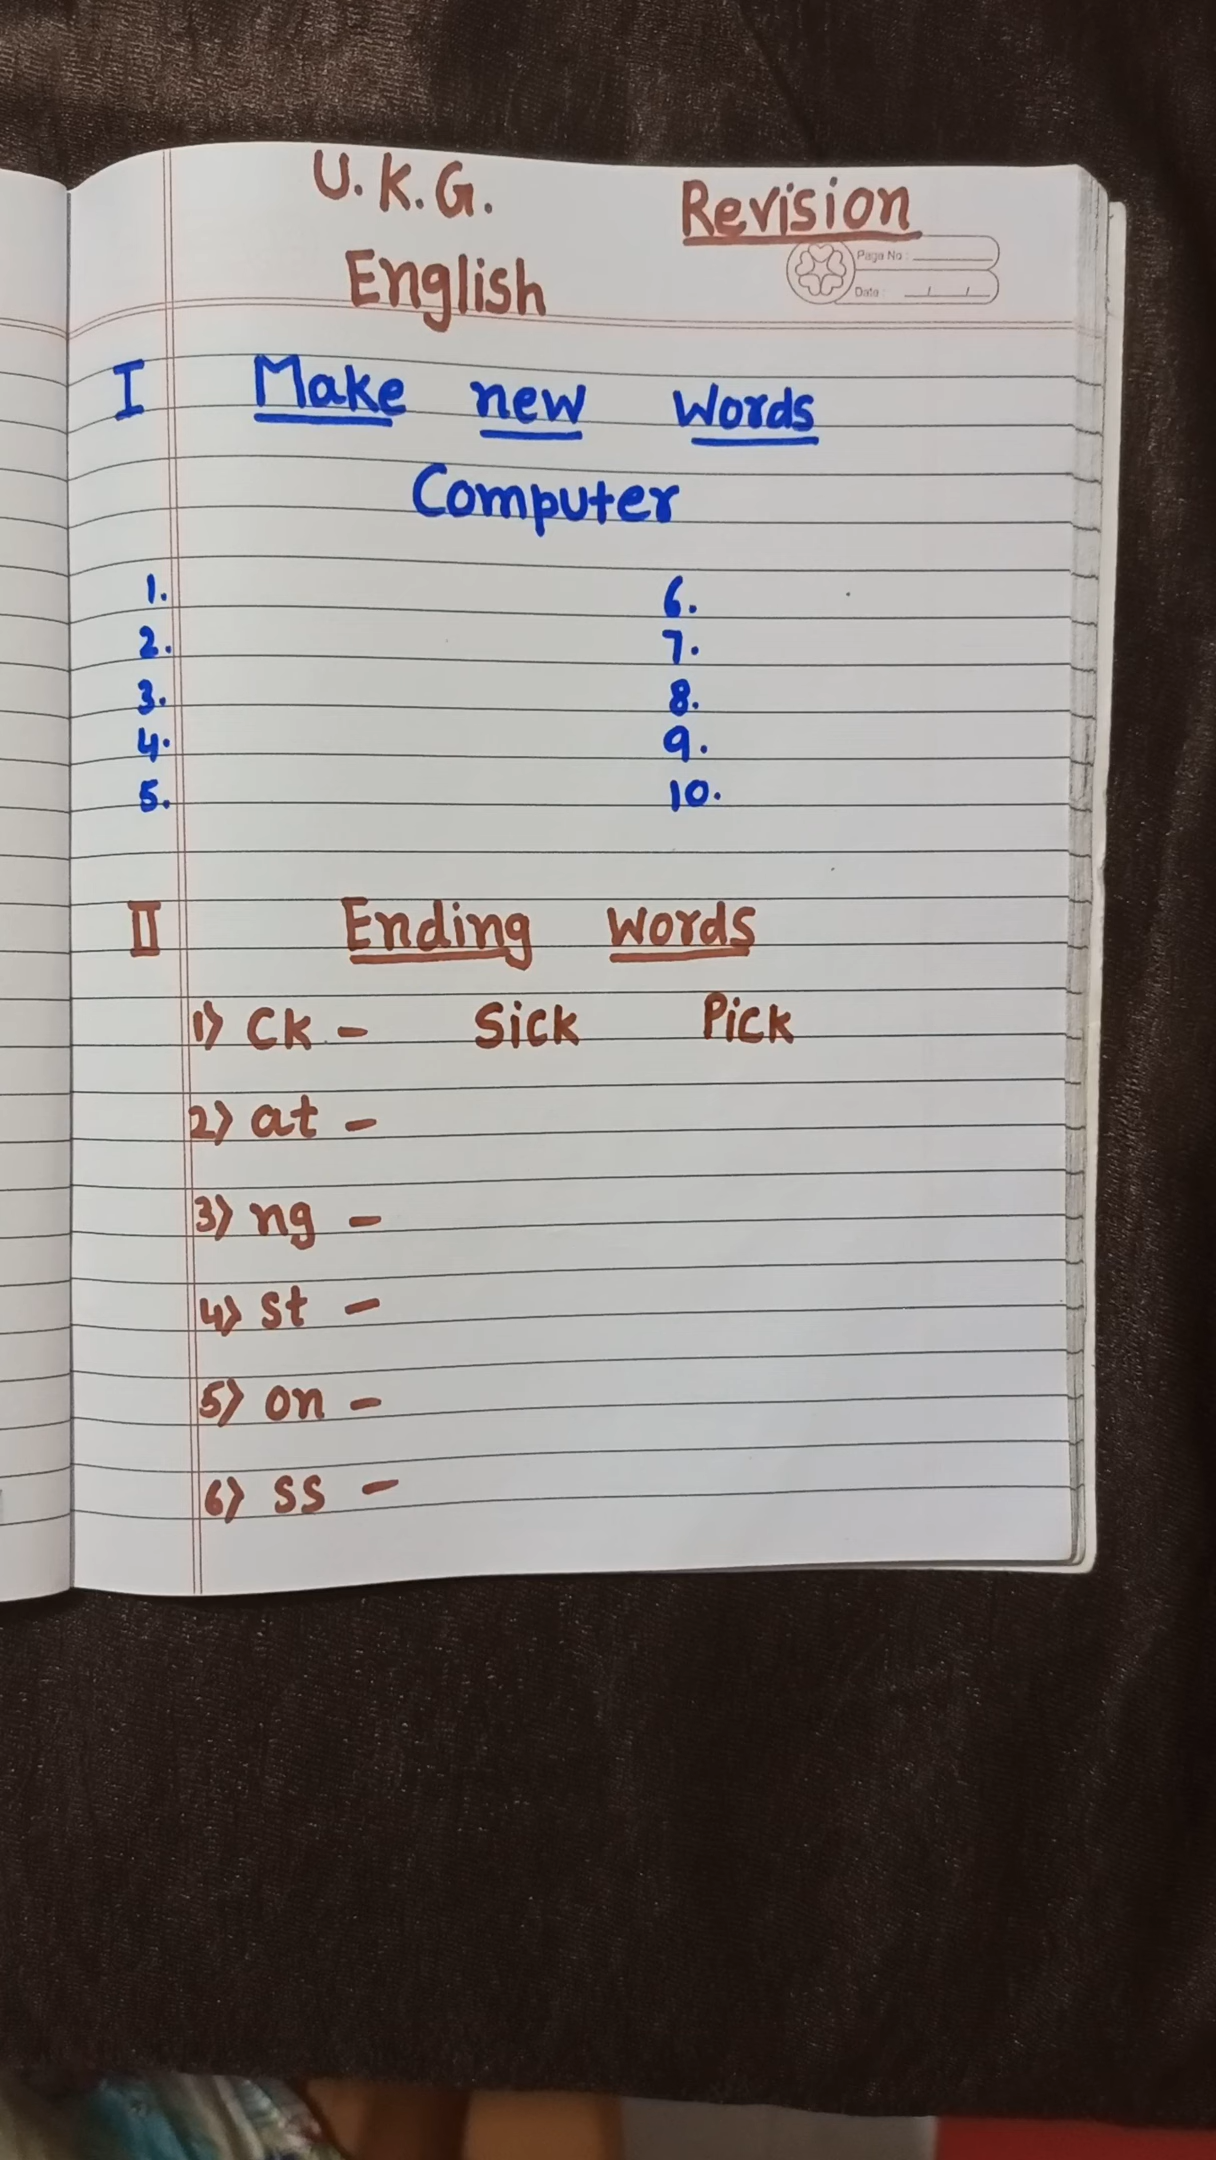 U.K.G. Revision
English
Page No :
Date :
I Make new words
Computer
1. 6.
2. 7.
3. 8.
4. 9.
5. 10.
II Ending words
1) CK - Sick Pick
2) at -
3) ng -
4) st -
5) on -
6) ss -